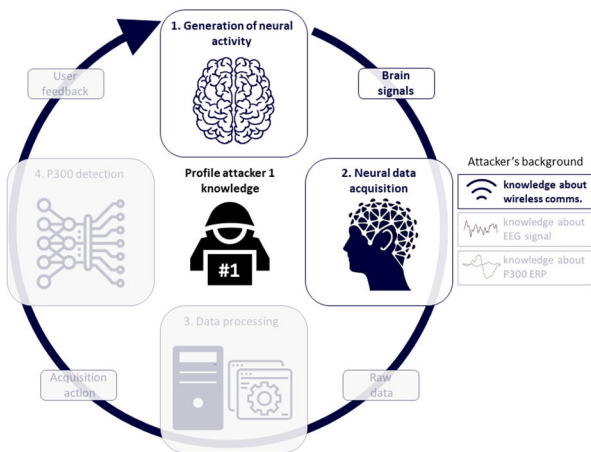 1. Generation of neural
activity
User
feedback
Brain
signals
4. P300 detection
Profile attacker 1
knowledge
#1
2. Neural data
acquisition
Attacker's background
knowledge about
wireless comms.
knowledge about
EEG signal
knowledge about
P300 ERP
3. Data processing
Acquisition
action
Raw
data